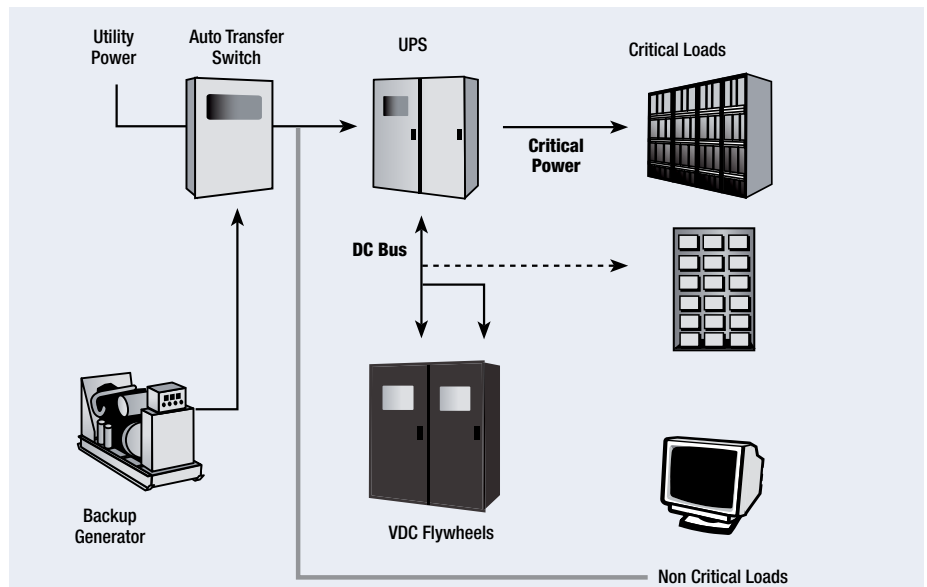 Utility
Power
Auto Transfer
Switch
UPS
Critical Loads
Critical
Power
DC Bus
Backup
Generator
VDC Flywheels
Non Critical Loads